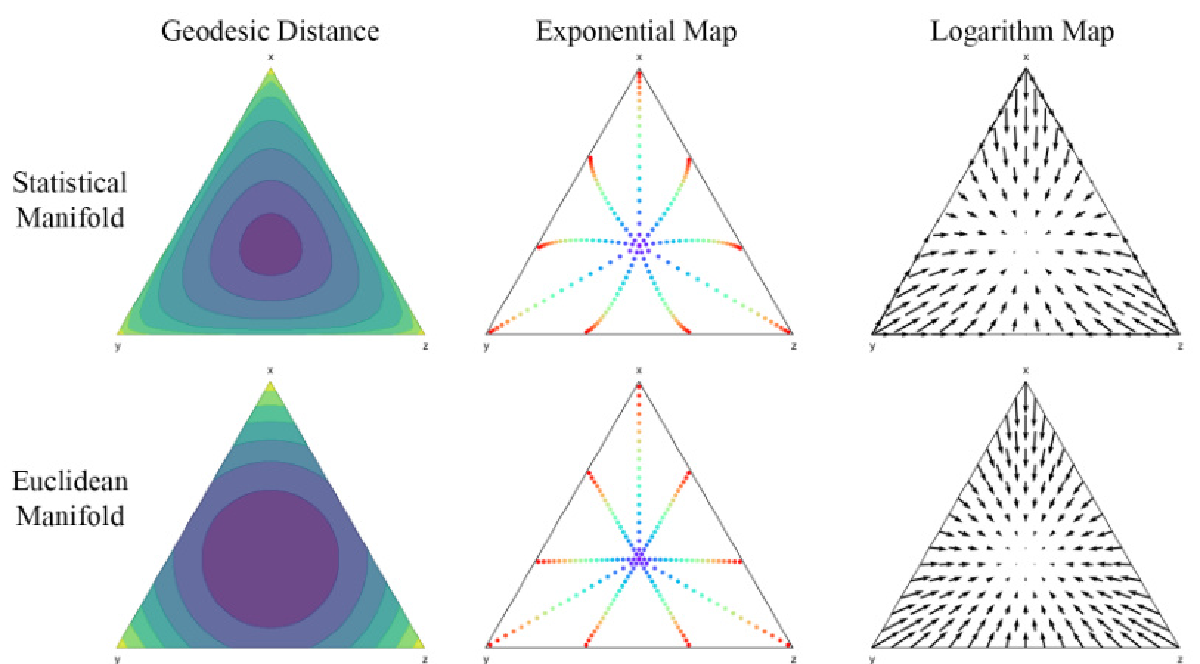 Geodesic Distance
Exponential Map
Logarithm Map
x
x
x
Statistical
Manifold
y
z
y
z
y
z
x
x
x
Euclidean
Manifold
y
z
y
z
y
z